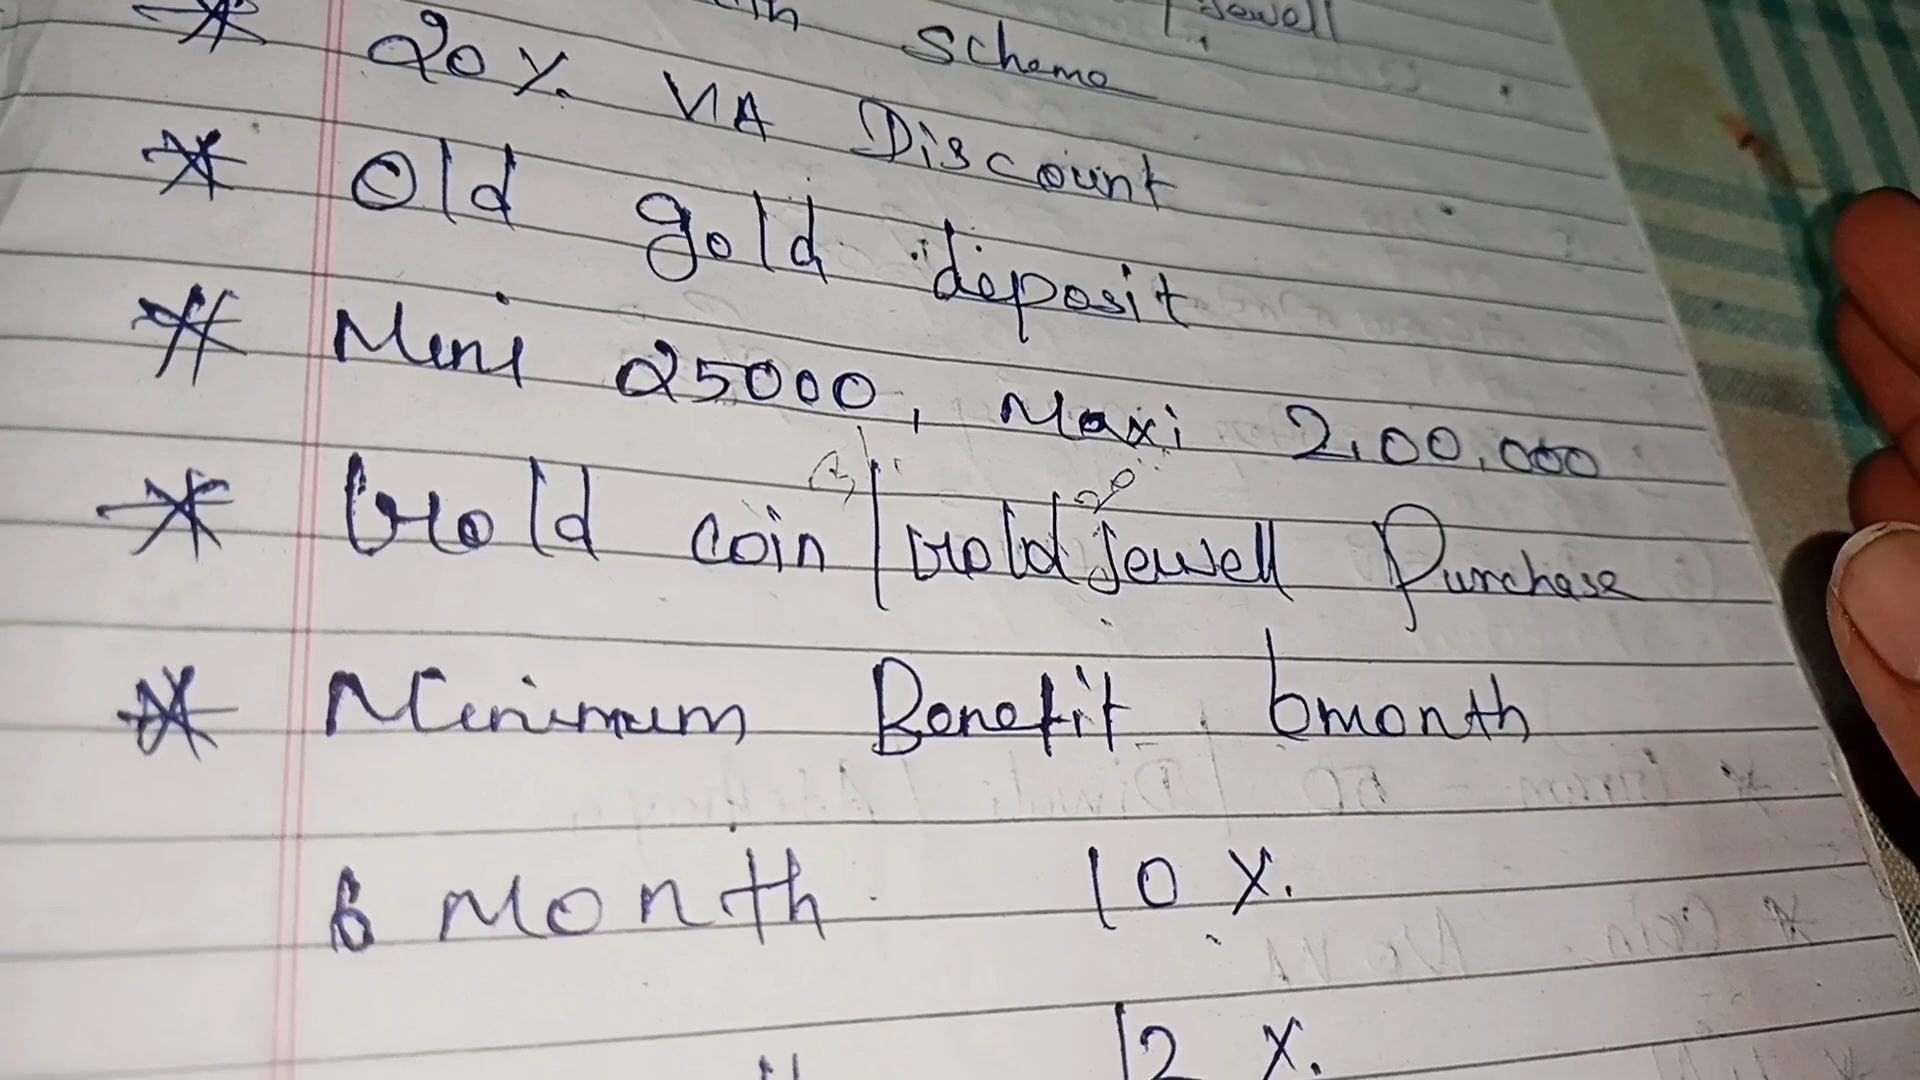 Scheme Jewell
* 20% VA Discount
* Old gold deposit
* Mini 25000, Maxi 2,00,000
* Gold coin | Gold Jewell Purchase
* Minimum Benefit 6month
6 Month 10%.
" 12%.